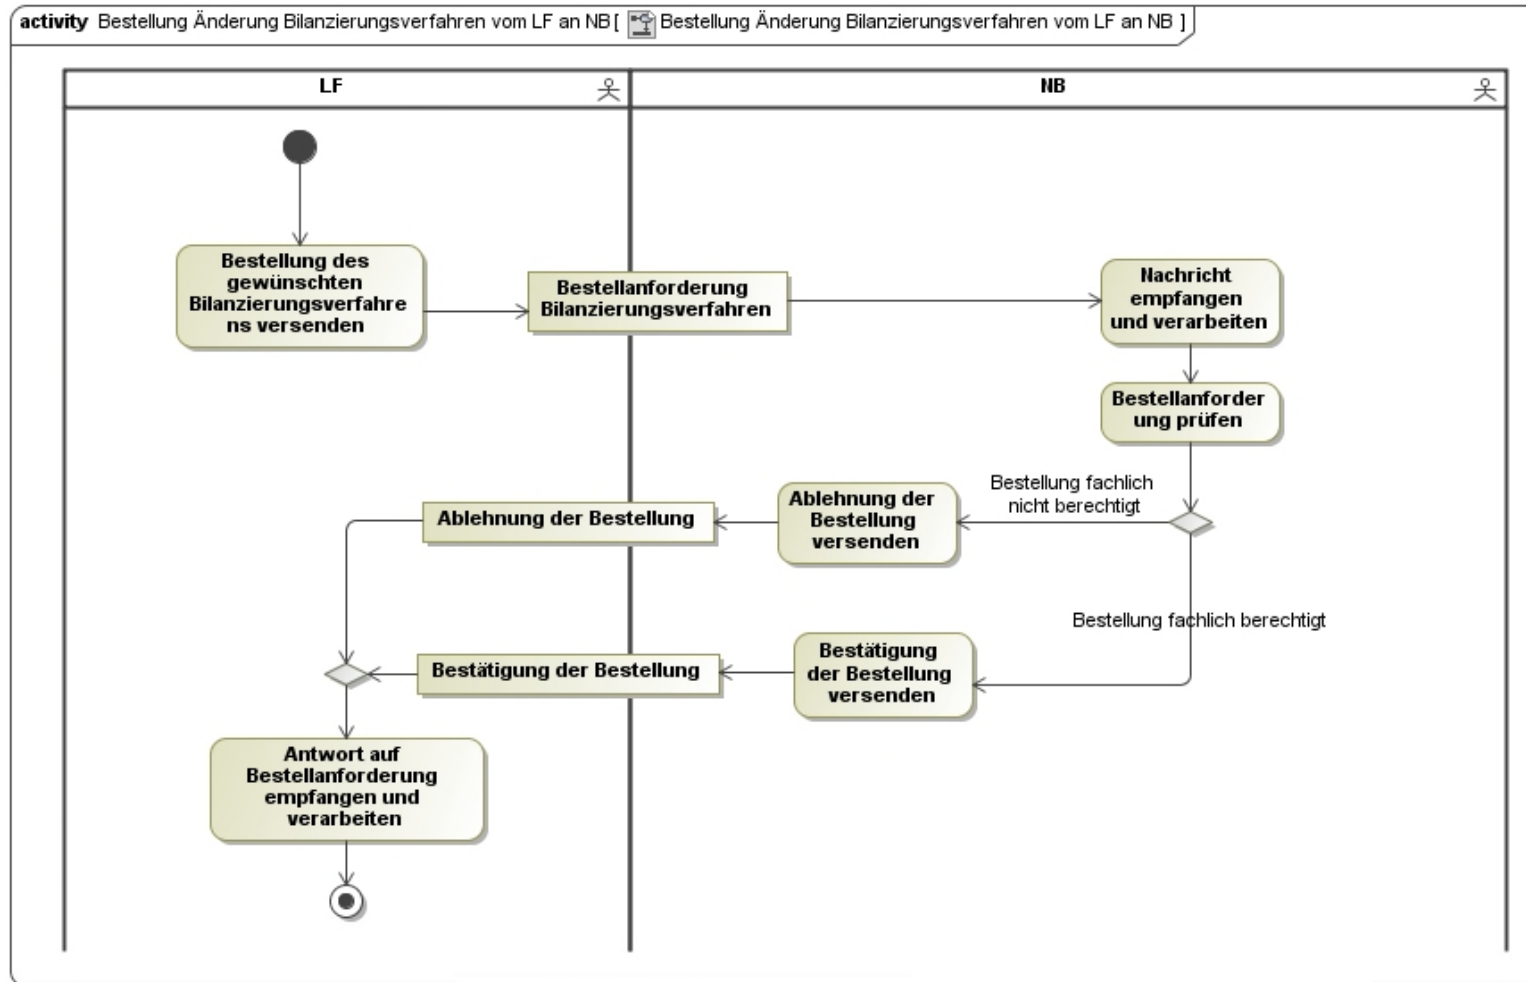 activity Bestellung Änderung Bilanzierungsverfahren vom LF an NB [ Bestellung Änderung Bilanzierungsverfahren vom LF an NB ]
LF
NB
Bestellung des
gewünschten
Bilanzierungsverfahre
ns versenden
Bestellanforderung
Bilanzierungsverfahren
Nachricht
empfangen
und verarbeiten
Bestellanforder
ung prüfen
Bestellung fachlich
nicht berechtigt
Ablehnung der
Bestellung
versenden
Ablehnung der Bestellung
Bestellung fachlich berechtigt
Bestätigung
der Bestellung
versenden
Bestätigung der Bestellung
Antwort auf
Bestellanforderung
empfangen und
verarbeiten